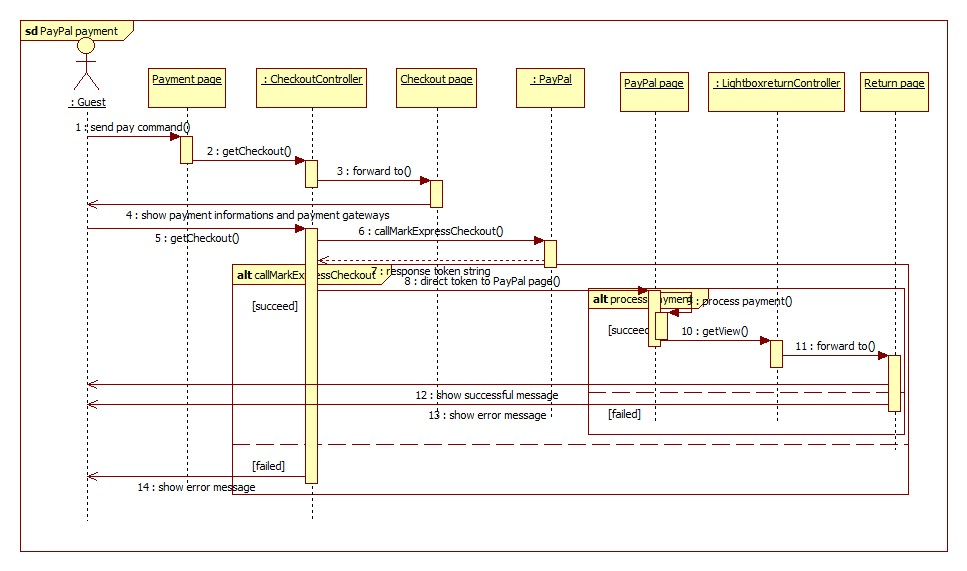 sd PayPal payment
: Guest
Payment page
: CheckoutController
Checkout page
: PayPal
PayPal page
: LightboxreturnController
Return page
1 : send pay command()
2 : getCheckout()
3 : forward to()
4 : show payment informations and payment gateways
5 : getCheckout()
6 : callMarkExpressCheckout()
7 : response token string
alt callMarkExpressCheckout
8 : direct token to PayPal page()
[succeed]
alt process payment
9 : process payment()
[succeed]
10 : getView()
11 : forward to()
12 : show successful message
13 : show error message
[failed]
[failed]
14 : show error message